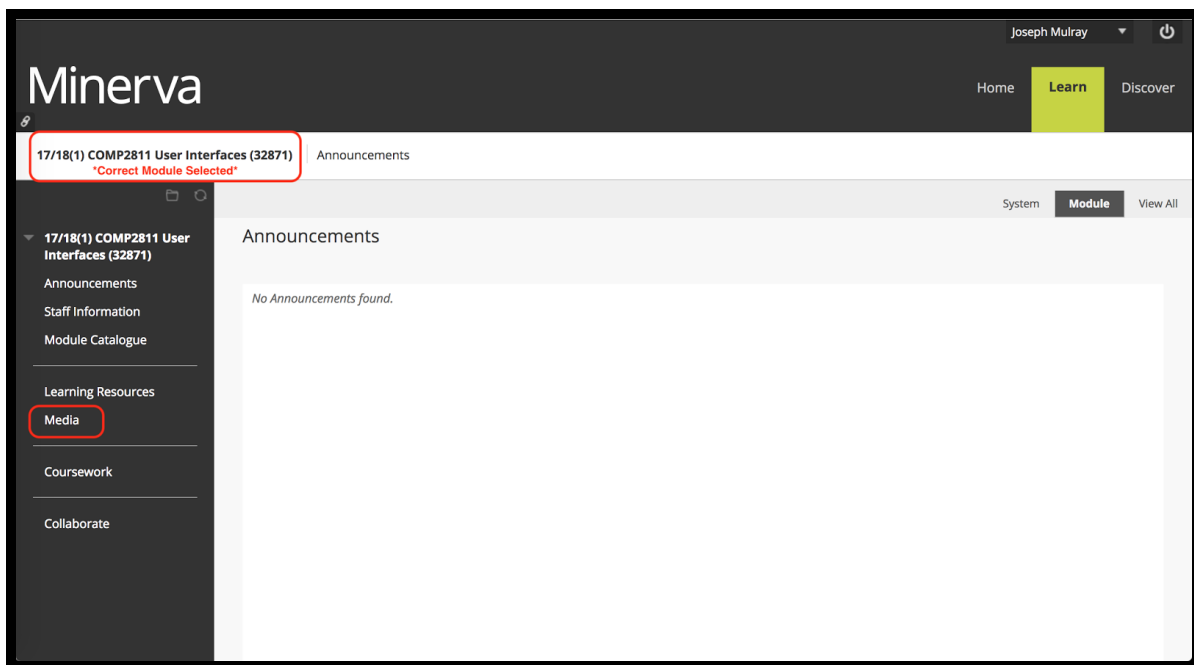 Joseph Mulray
Minerva
Home
Learn
Discover
17/18(1) COMP2811 User Interfaces (32871)
Announcements
*Correct Module Selected*
System
Module
View All
17/18(1) COMP2811 User
Interfaces (32871)
Announcements
Staff Information
Module Catalogue
Learning Resources
Media
Coursework
Collaborate
Announcements
No Announcements found.